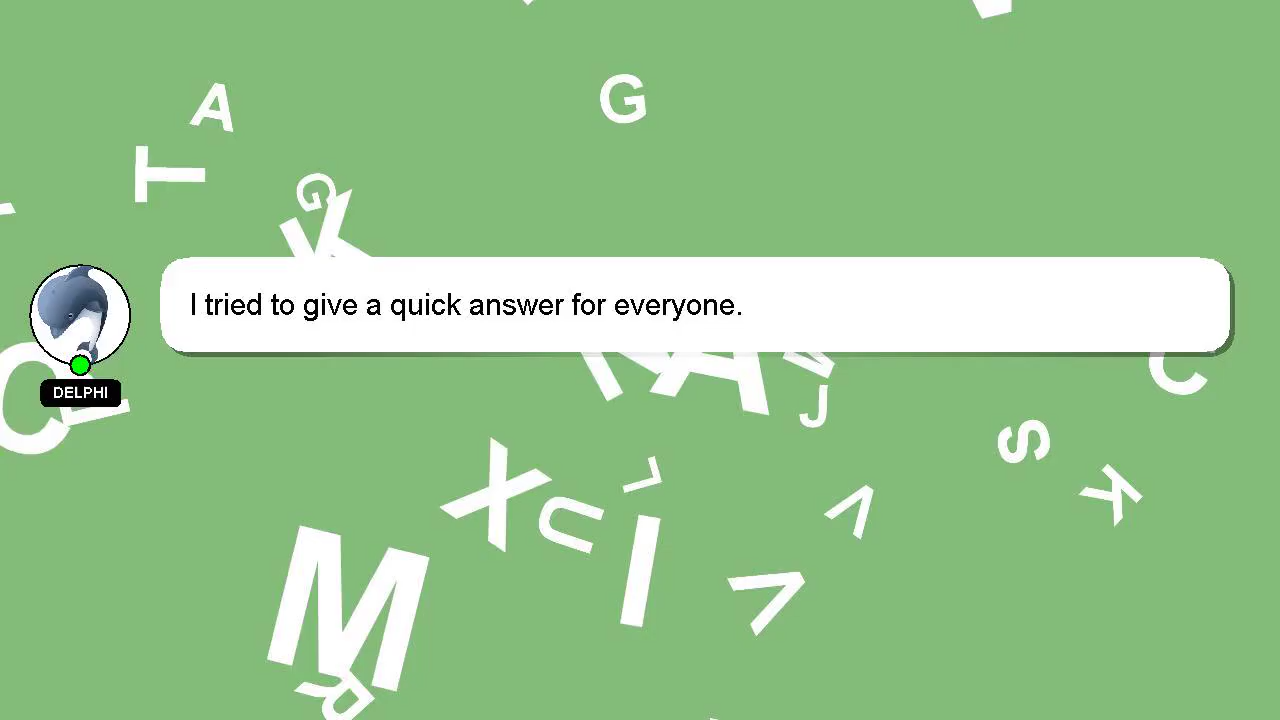 A
G
T
G
K
I tried to give a quick answer for everyone.
DELPHI
C
A
J
C
S
X
L
K
U
V
I
M
V
R